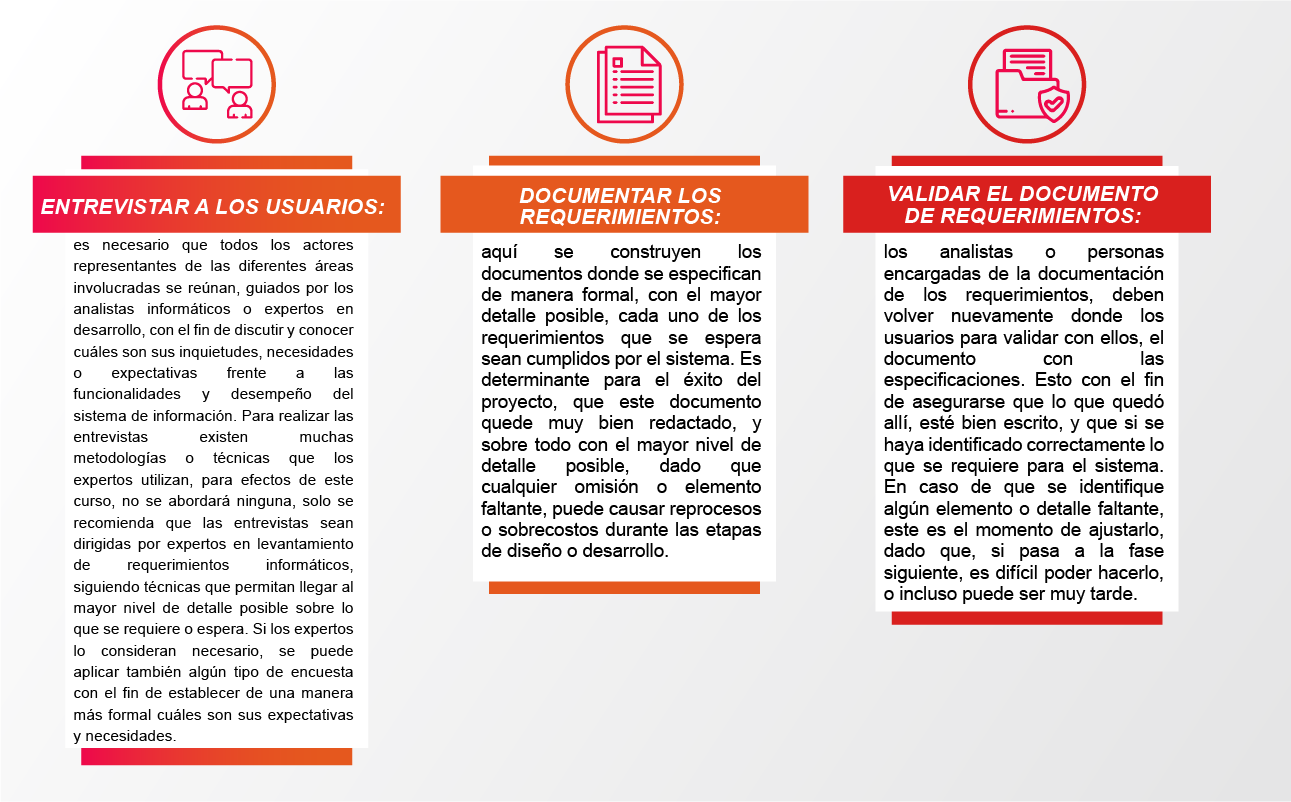 ENTREVISTAR A LOS USUARIOS:
es necesario que todos los actores
representantes de las diferentes áreas
involucradas se reúnan, guiados por los
analistas informáticos o expertos en
desarrollo, con el fin de discutir y conocer
cuáles son sus inquietudes, necesidades
o expectativas frente a las
funcionalidades y desempeño del
sistema de información. Para realizar las
entrevistas existen muchas
metodologías o técnicas que los
expertos utilizan, para efectos de este
curso, no se abordará ninguna, solo se
recomienda que las entrevistas sean
dirigidas por expertos en levantamiento
de requerimientos informáticos,
siguiendo técnicas que permitan llegar al
mayor nivel de detalle posible sobre lo
que se requiere o espera. Si los expertos
lo consideran necesario, se puede
aplicar también algún tipo de encuesta
con el fin de establecer de una manera
más formal cuáles son sus expectativas
y necesidades.
DOCUMENTAR LOS
REQUERIMIENTOS:
aquí se construyen los
documentos donde se especifican
de manera formal, con el mayor
detalle posible, cada uno de los
requerimientos que se espera
sean cumplidos por el sistema. Es
determinante para el éxito del
proyecto, que este documento
quede muy bien redactado, y
sobre todo con el mayor nivel de
detalle posible, dado que
cualquier omisión o elemento
faltante, puede causar reprocesos
o sobrecostos durante las etapas
de diseño o desarrollo.
VALIDAR EL DOCUMENTO
DE REQUERIMIENTOS:
los analistas o personas
encargadas de la documentación
de los requerimientos, deben
volver nuevamente donde los
usuarios para validar con ellos, el
documento con las
especificaciones. Esto con el fin
de asegurarse que lo que quedó
allí, esté bien escrito, y que si se
haya identificado correctamente lo
que se requiere para el sistema.
En caso de que se identifique
algún elemento o detalle faltante,
este es el momento de ajustarlo,
dado que, si pasa a la fase
siguiente, es difícil poder hacerlo,
o incluso puede ser muy tarde.